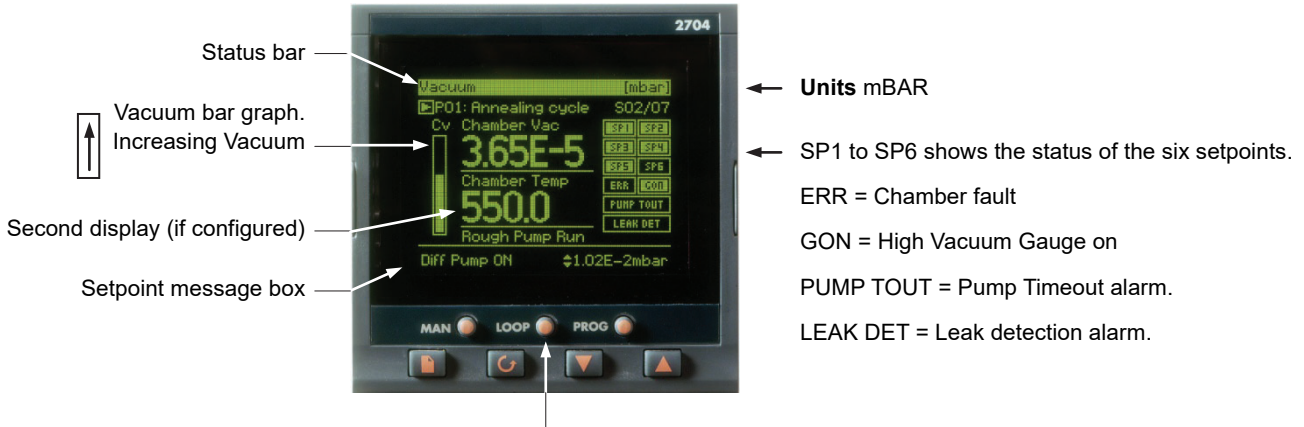 2704
Status bar
Vacuum [mbar]
Units mBAR
Vacuum bar graph.
Increasing Vacuum
P01: Annealing cycle S02/07
Cv Chamber Vac
SP1 SP2
3.65E-5
SP3 SP4
SP5 SP6
SP1 to SP6 shows the status of the six setpoints.
Chamber Temp
ERR GON
ERR = Chamber fault
550.0
PUMP TOUT
GON = High Vacuum Gauge on
Second display (if configured)
LEAK DET
Rough Pump Run
Diff Pump ON 1.02E-2mbar
Setpoint message box
PUMP TOUT = Pump Timeout alarm.
LEAK DET = Leak detection alarm.
MAN LOOP PROG